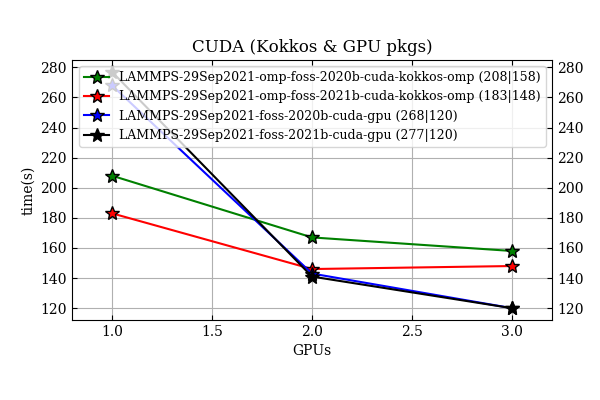 CUDA (Kokkos & GPU pkgs)
280 280
LAMMPS-29Sep2021-omp-foss-2020b-cuda-kokkos-omp (208|158)
LAMMPS-29Sep2021-omp-foss-2021b-cuda-kokkos-omp (183|148)
LAMMPS-29Sep2021-foss-2020b-cuda-gpu (268|120)
LAMMPS-29Sep2021-foss-2021b-cuda-gpu (277|120)
260 260
240 240
220 220
200 200
180 180
160 160
140 140
120 120
time(s)
1.0 1.5 2.0 2.5 3.0
GPUs